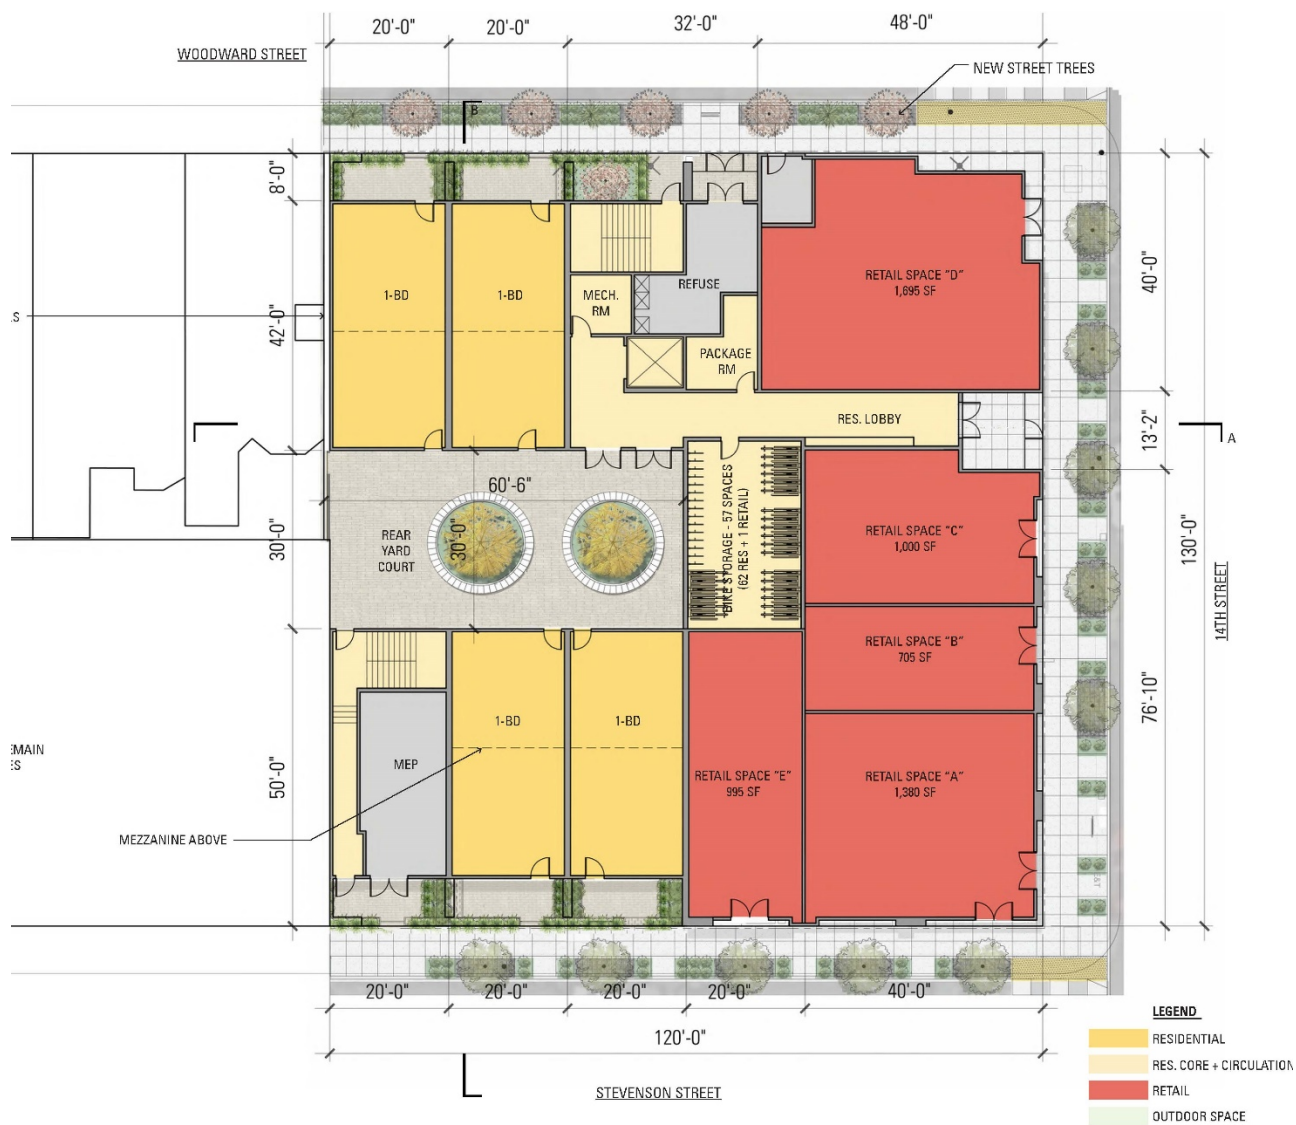 20'-0"
20'-0"
32'-0"
48'-0"
WOODWARD STREET
NEW STREET TREES
B
8'-0"
42'-0"
30'-0"
50'-0"
1-BD
1-BD
MECH.
RM
REFUSE
PACKAGE
RM
RETAIL SPACE "D"
1,695 SF
40'-0"
13'-2"
76'-10"
130'-0"
14TH STREET
A
RES. LOBBY
60'-6"
30'-0"
REAR
YARD
COURT
BIKE STORAGE - 57 SPACES
(62 RES + 1 RETAIL)
RETAIL SPACE "C"
1,000 SF
RETAIL SPACE "B"
705 SF
1-BD
1-BD
MEP
RETAIL SPACE "E"
995 SF
RETAIL SPACE "A"
1,380 SF
EMAIN
ES
MEZZANINE ABOVE
20'-0"
20'-0"
20'-0"
20'-0"
40'-0"
120'-0"
STEVENSON STREET
LEGEND
RESIDENTIAL
RES. CORE + CIRCULATION
RETAIL
OUTDOOR SPACE